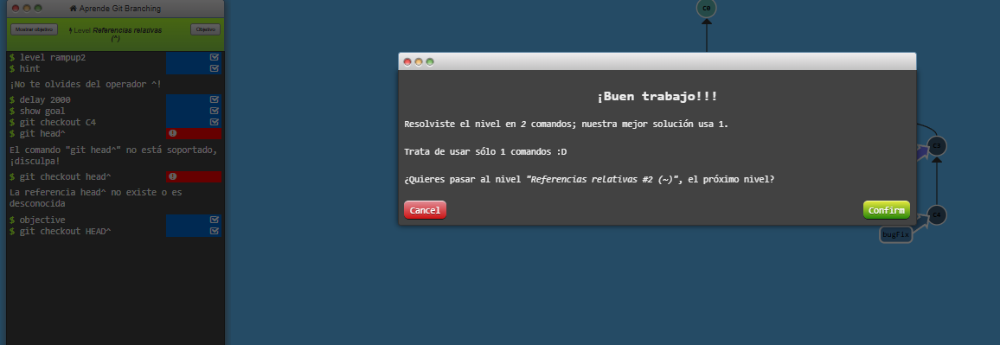 Aprende Git Branching
Mostrar objetivo
Level Referencias relativas
(^)
Objetivo
$ level rampup2
$ hint
¡No te olvides del operador ^!
$ delay 2000
$ show goal
$ git checkout C4
$ git head^
El comando "git head^" no está soportado,
¡disculpa!
$ git checkout head^
La referencia head^ no existe o es
desconocida
$ objective
$ git checkout HEAD^
C0
¡Buen trabajo!!!
Resolviste el nivel en 2 comandos; nuestra mejor solución usa 1.
Trata de usar sólo 1 comandos :D
¿Quieres pasar al nivel "Referencias relativas #2 (~)", el próximo nivel?
Cancel
Confirm
C3
C4
bugFix